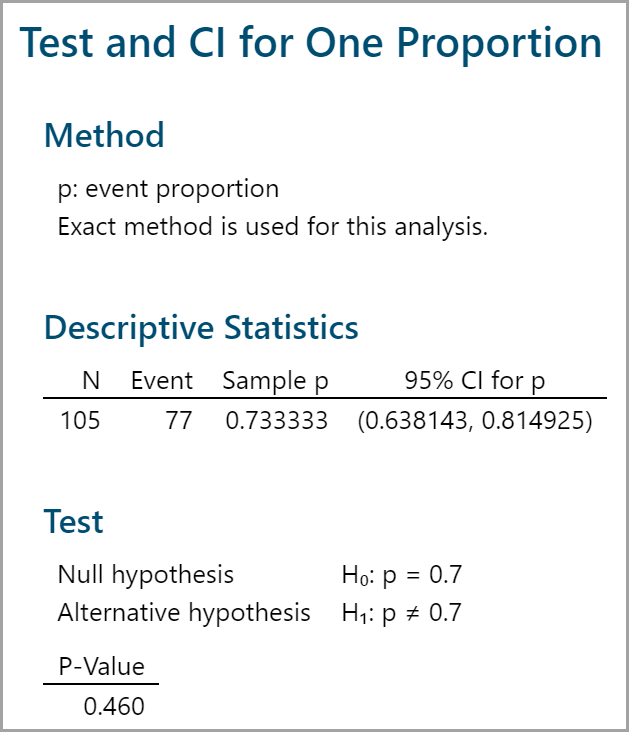 Test and CI for One Proportion
Method
p: event proportion
Exact method is used for this analysis.
Descriptive Statistics
N Event Sample p 95% CI for p
105 77 0.733333 (0.638143, 0.814925)
Test
Null hypothesis H₀: p = 0.7
Alternative hypothesis H₁: p ≠ 0.7
P-Value
0.460